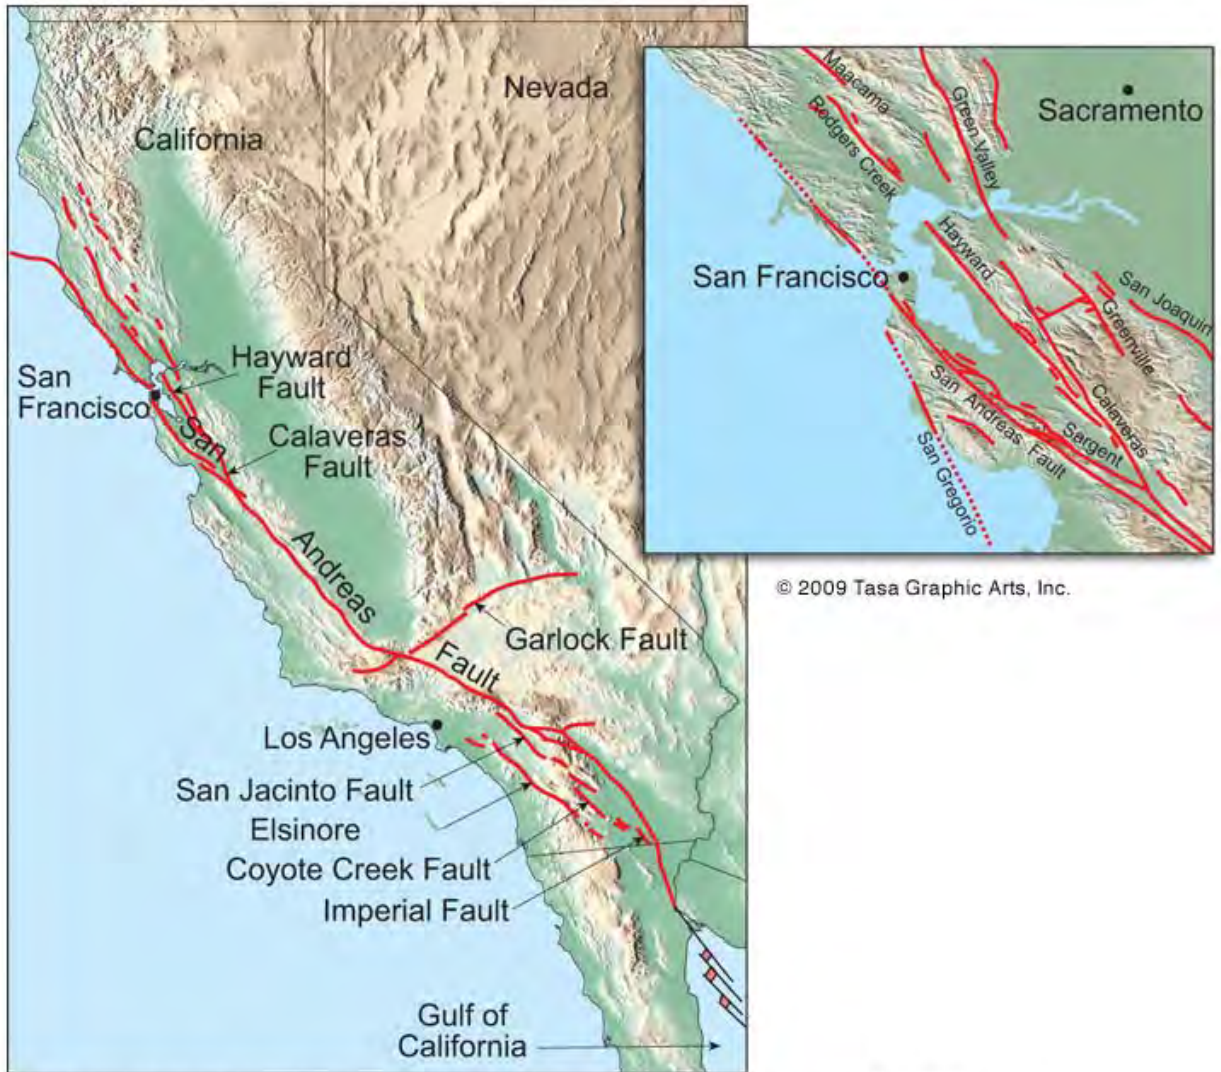 Nevada
California
Hayward
Fault
San
Francisco
Calaveras
Fault
San
Andreas
Fault
Garlock Fault
Los Angeles
San Jacinto Fault
Elsinore
Coyote Creek Fault
Imperial Fault
Gulf of
California
Maacama
Rodgers Creek
Green Valley
Sacramento
Hayward
San Francisco
San Joaquin
Greenville
Calaveras
San Andreas Fault
Sargent
San Gregorio
© 2009 Tasa Graphic Arts, Inc.